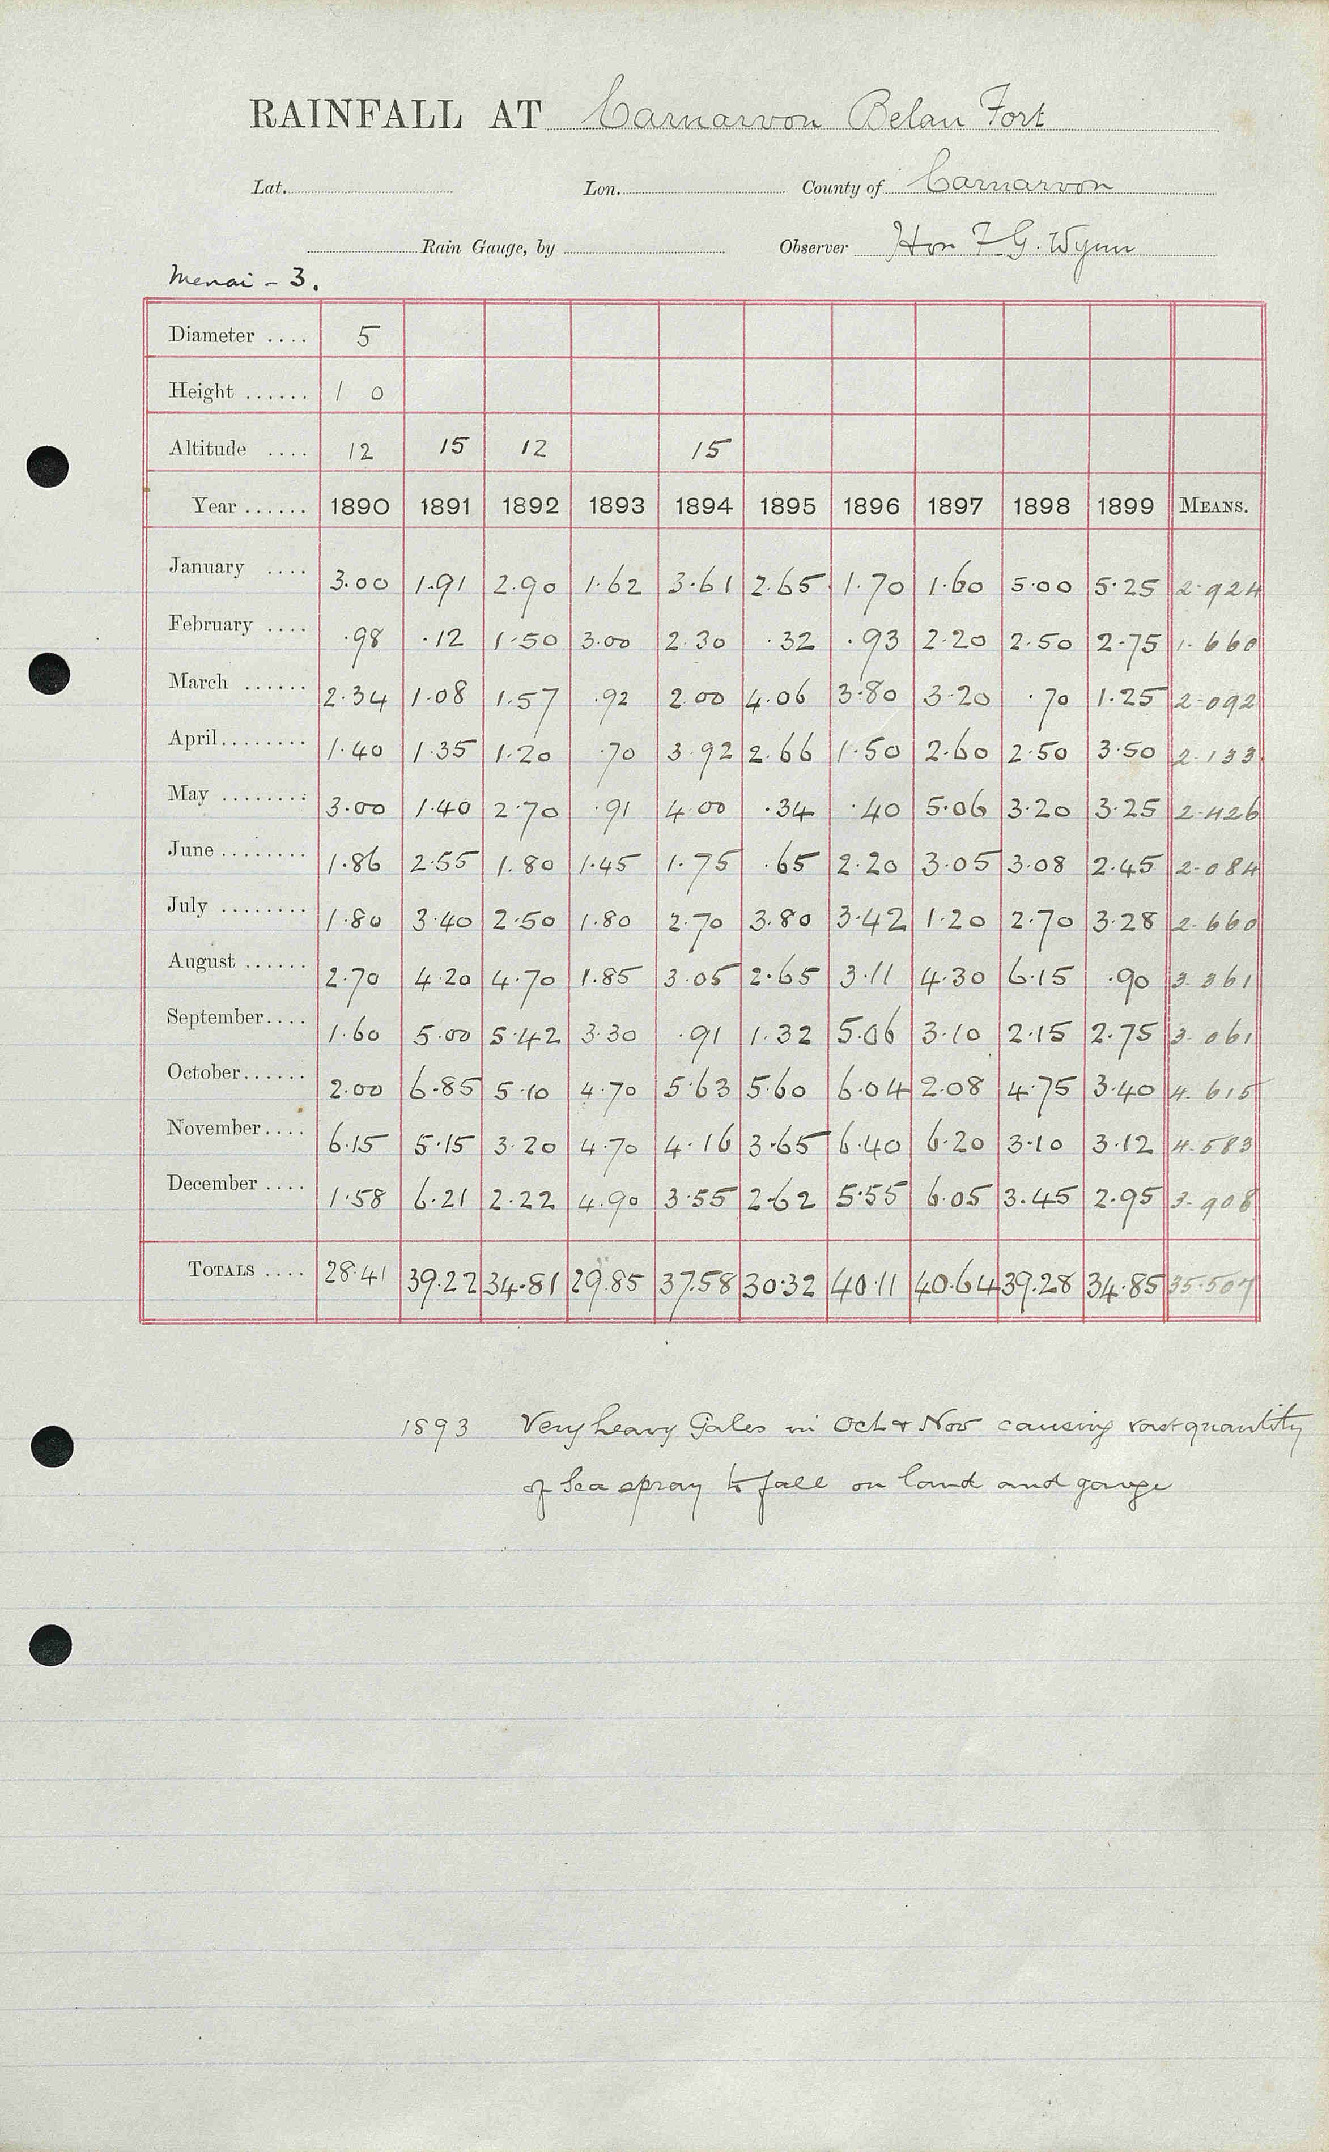 RAINFALL AT Carnarvon Belan Fort
Lat. Lon. County of Carnarvon
Rain Gauge, by Observer Hon F G. Wynn
Menai - 3.
Diameter .... 5
Height ...... 1 0
Altitude .... 12 15 12 15
Year ...... 1890 1891 1892 1893 1894 1895 1896 1897 1898 1899 MEANS.
January .... 3.00 1.91 2.90 1.62 3.61 2.65 1.70 1.60 5.00 5.25 2.924
February .... .98 .12 1.50 3.00 2.30 .32 .93 2.20 2.50 2.75 1.660
March ...... 2.34 1.08 1.57 .92 2.00 4.06 3.80 3.20 .70 1.25 2.092
April........ 1.40 1.35 1.20 .70 3.92 2.66 1.50 2.60 2.50 3.50 2.133
May ........ 3.00 1.40 2.70 .91 4.00 .34 .40 5.06 3.20 3.25 2.426
June ........ 1.86 2.55 1.80 1.45 1.75 .65 2.20 3.05 3.08 2.45 2.084
July ........ 1.80 3.40 2.50 1.80 2.70 3.80 3.42 1.20 2.70 3.28 2.660
August ...... 2.70 4.20 4.70 1.85 3.05 2.65 3.11 4.30 6.15 .90 3.361
September.... 1.60 5.00 5.42 3.30 .91 1.32 5.06 3.10 2.15 2.75 3.061
October...... 2.00 6.85 5.10 4.70 5.63 5.60 6.04 2.08 4.75 3.40 4.615
November.... 6.15 5.15 3.20 4.70 4.16 3.65 6.40 6.20 3.10 3.12 4.583
December .... 1.58 6.21 2.22 4.90 3.55 2.62 5.55 6.05 3.45 2.95 3.908
TOTALS .... 28.41 39.22 34.81 29.85 37.58 30.32 40.11 40.64 39.28 34.85 35.507
1893 Very heavy Gales in Oct & Nov causing vast quantity
of Sea spray to fall on land and gauge